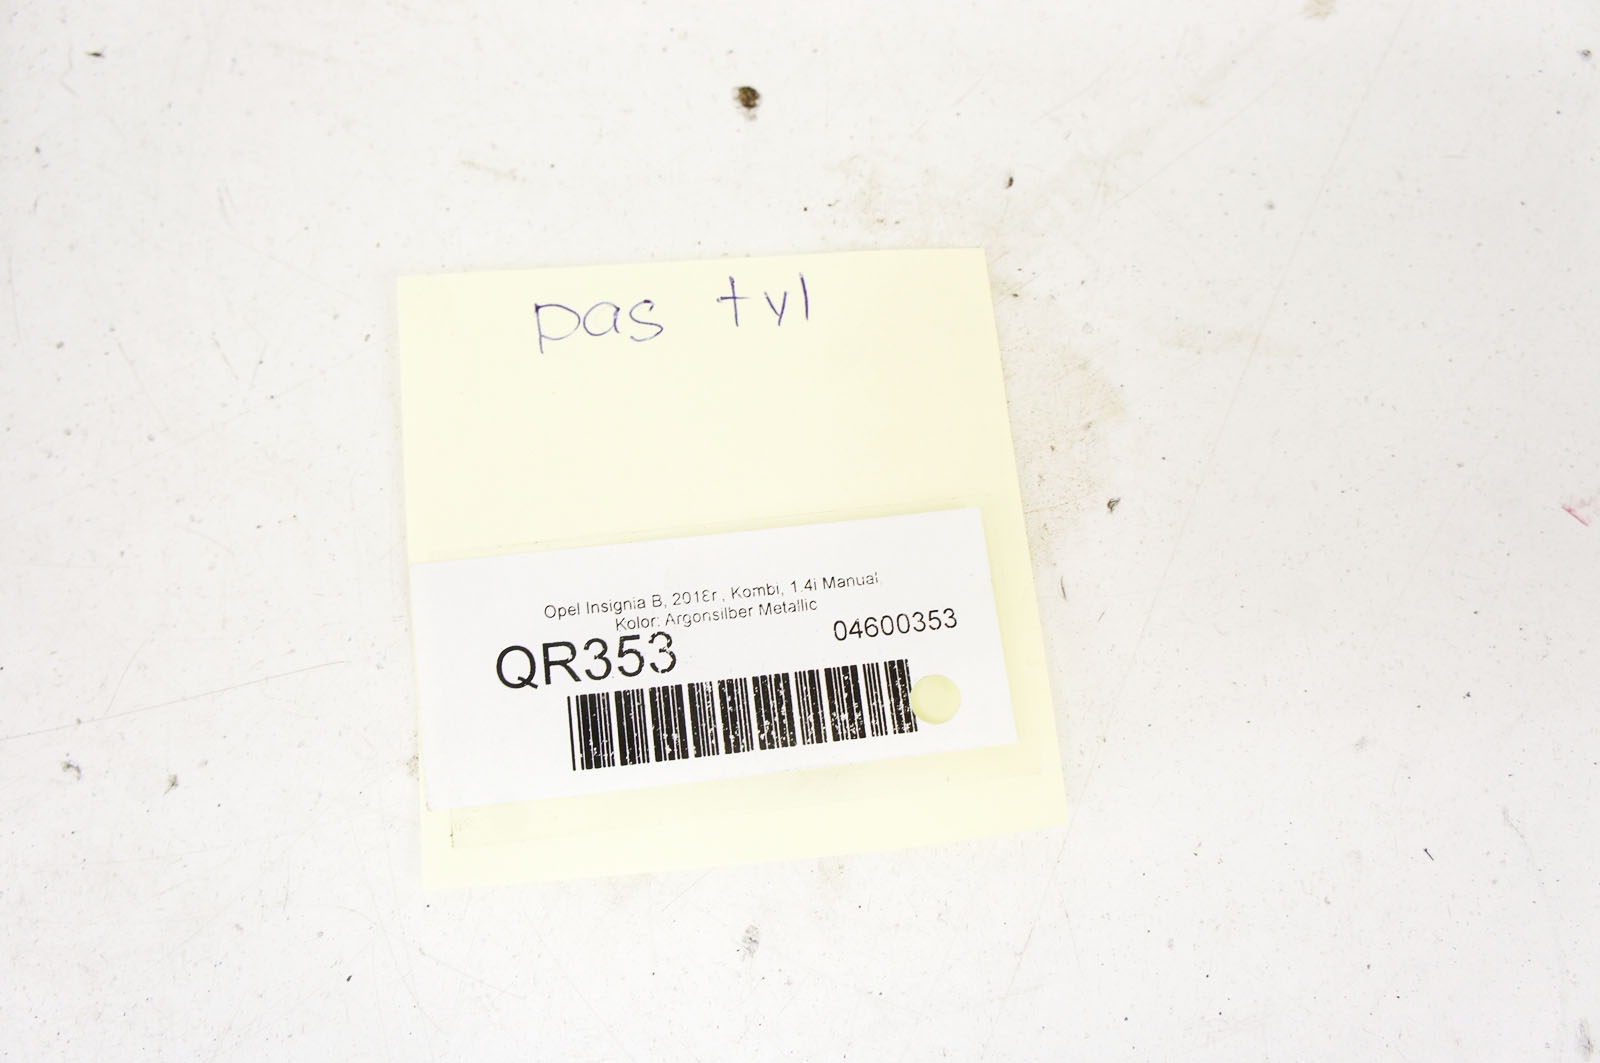 pas tyl
Opel Insignia B, 2018r , Kombi, 1.4i Manual
Kolor: Argonsilber Metallic
QR353
04600353